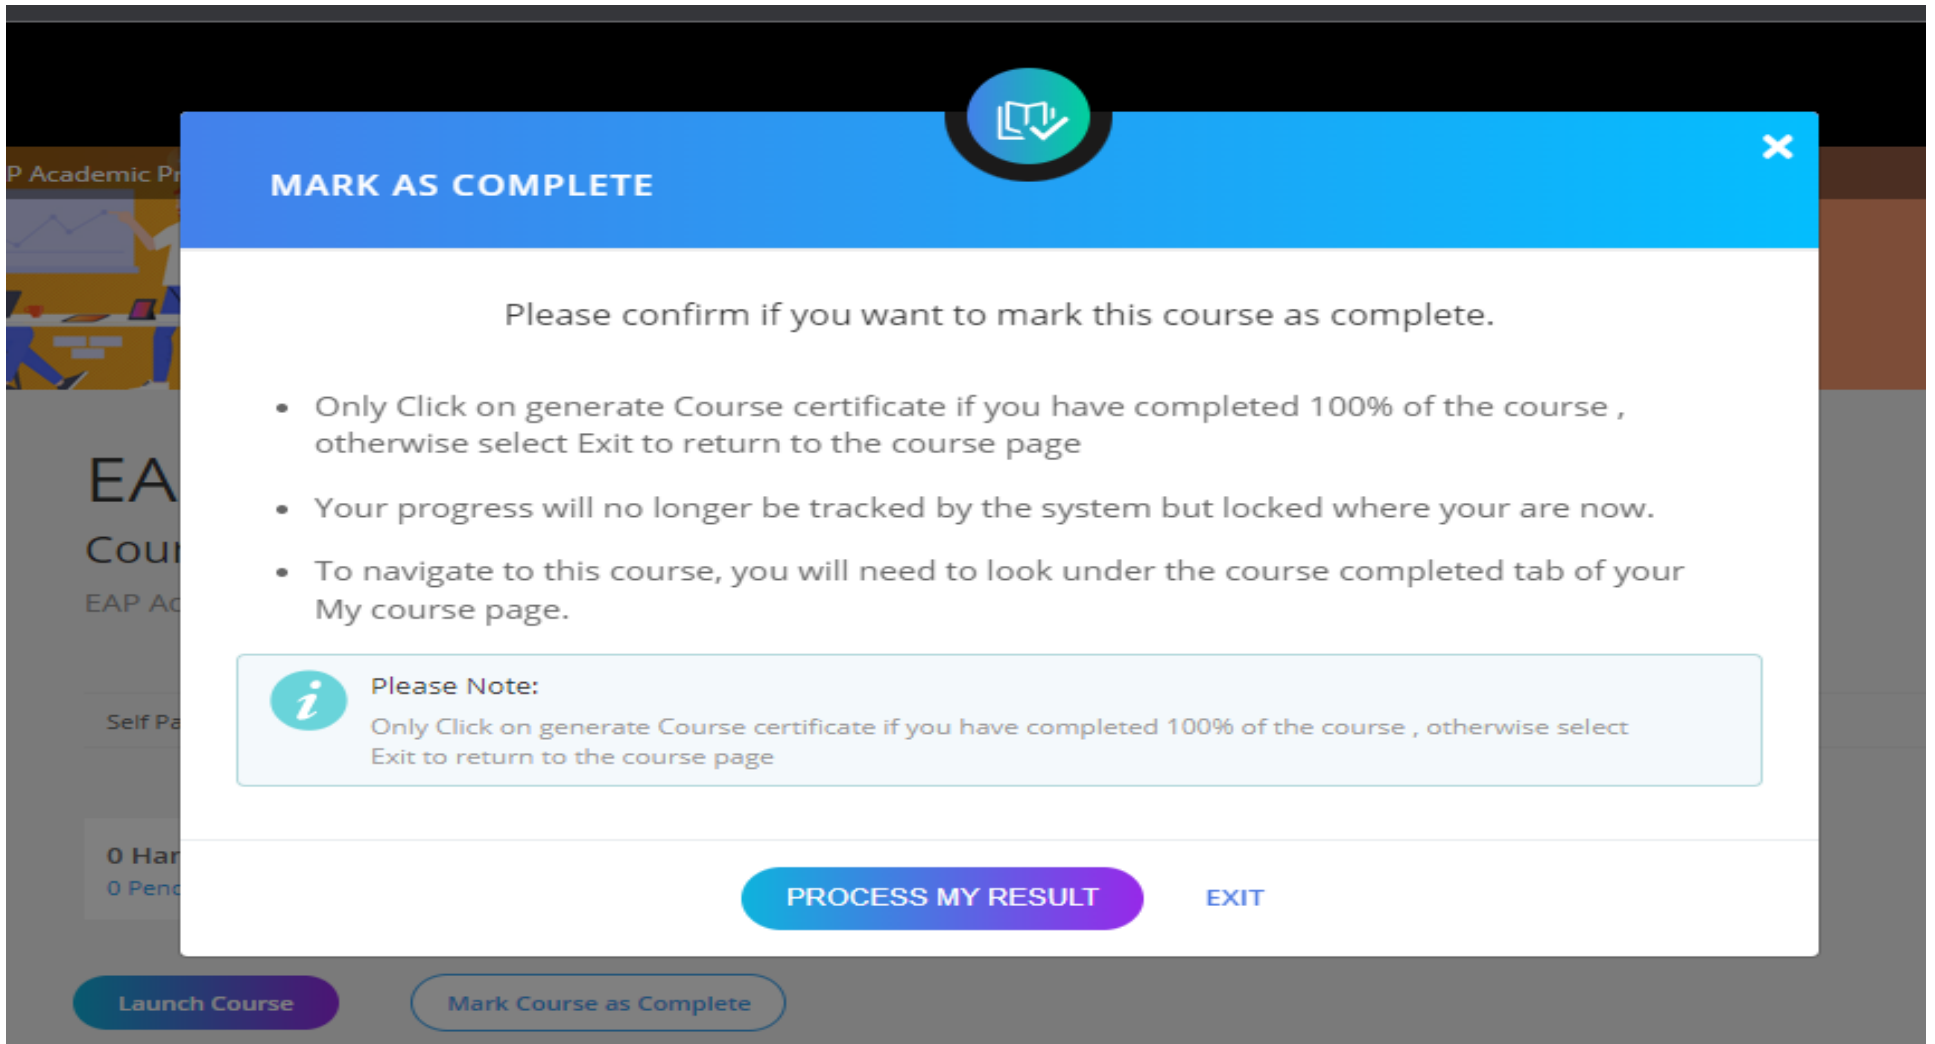 P Academic Pr
MARK AS COMPLETE
Please confirm if you want to mark this course as complete.
Only Click on generate Course certificate if you have completed 100% of the course ,
otherwise select Exit to return to the course page
Your progress will no longer be tracked by the system but locked where your are now.
To navigate to this course, you will need to look under the course completed tab of your
My course page.
Please Note:
Only Click on generate Course certificate if you have completed 100% of the course , otherwise select
Exit to return to the course page
PROCESS MY RESULT
EXIT
EA
Cour
EAP Ac
Self Pa
0 Har
0 Penc
Launch Course
Mark Course as Complete